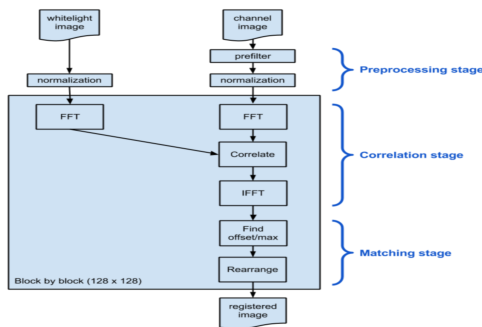 whitelight
image
channel
image
prefilter
normalization
normalization
Preprocessing stage
FFT
FFT
Correlate
Correlation stage
IFFT
Find
offset/max
Matching stage
Rearrange
Block by block (128 x 128)
registered
image